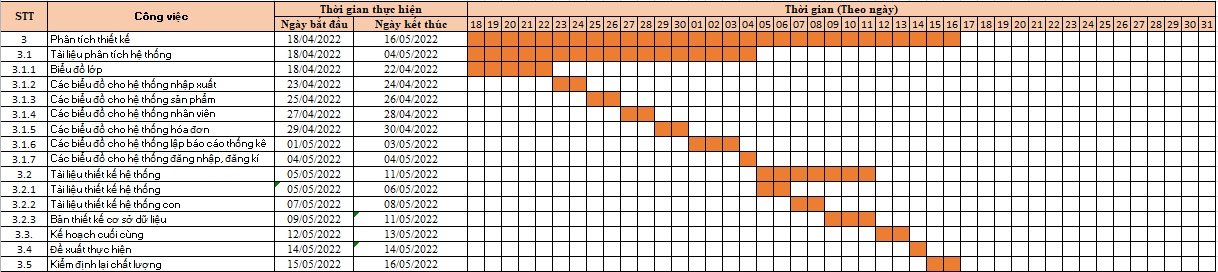 STT Công việc Thời gian thực hiện Thời gian (Theo ngày)
Ngày bắt đầu Ngày kết thúc 18 19 20 21 22 23 24 25 26 27 28 29 30 01 02 03 04 05 06 07 08 09 10 11 12 13 14 15 16 17 18 19 20 21 22 23 24 25 26 27 28 29 30 31
3 Phân tích thiết kế 18/04/2022 16/05/2022
3.1 Tài liệu phân tích hệ thống 18/04/2022 04/05/2022
3.1.1 Biểu đồ lớp 18/04/2022 22/04/2022
3.1.2 Các biểu đồ cho hệ thống nhập xuất 23/04/2022 24/04/2022
3.1.3 Các biểu đồ cho hệ thống sản phẩm 25/04/2022 26/04/2022
3.1.4 Các biểu đồ cho hệ thống nhân viên 27/04/2022 28/04/2022
3.1.5 Các biểu đồ cho hệ thống hóa đơn 29/04/2022 30/04/2022
3.1.6 Các biểu đồ cho hệ thống lập báo cáo thống kê 01/05/2022 03/05/2022
3.1.7 Các biểu đồ cho hệ thống đăng nhập, đăng kí 04/05/2022 04/05/2022
3.2 Tài liệu thiết kế hệ thống 05/05/2022 11/05/2022
3.2.1 Tài liệu thiết kế hệ thống 05/05/2022 06/05/2022
3.2.2 Tài liệu thiết kế hệ thống con 07/05/2022 08/05/2022
3.2.3 Bản thiết kế cơ sở dữ liệu 09/05/2022 11/05/2022
3.3. Kế hoạch cuối cùng 12/05/2022 13/05/2022
3.4 Đề xuất thực hiện 14/05/2022 14/05/2022
3.5 Kiểm định lại chất lượng 15/05/2022 16/05/2022